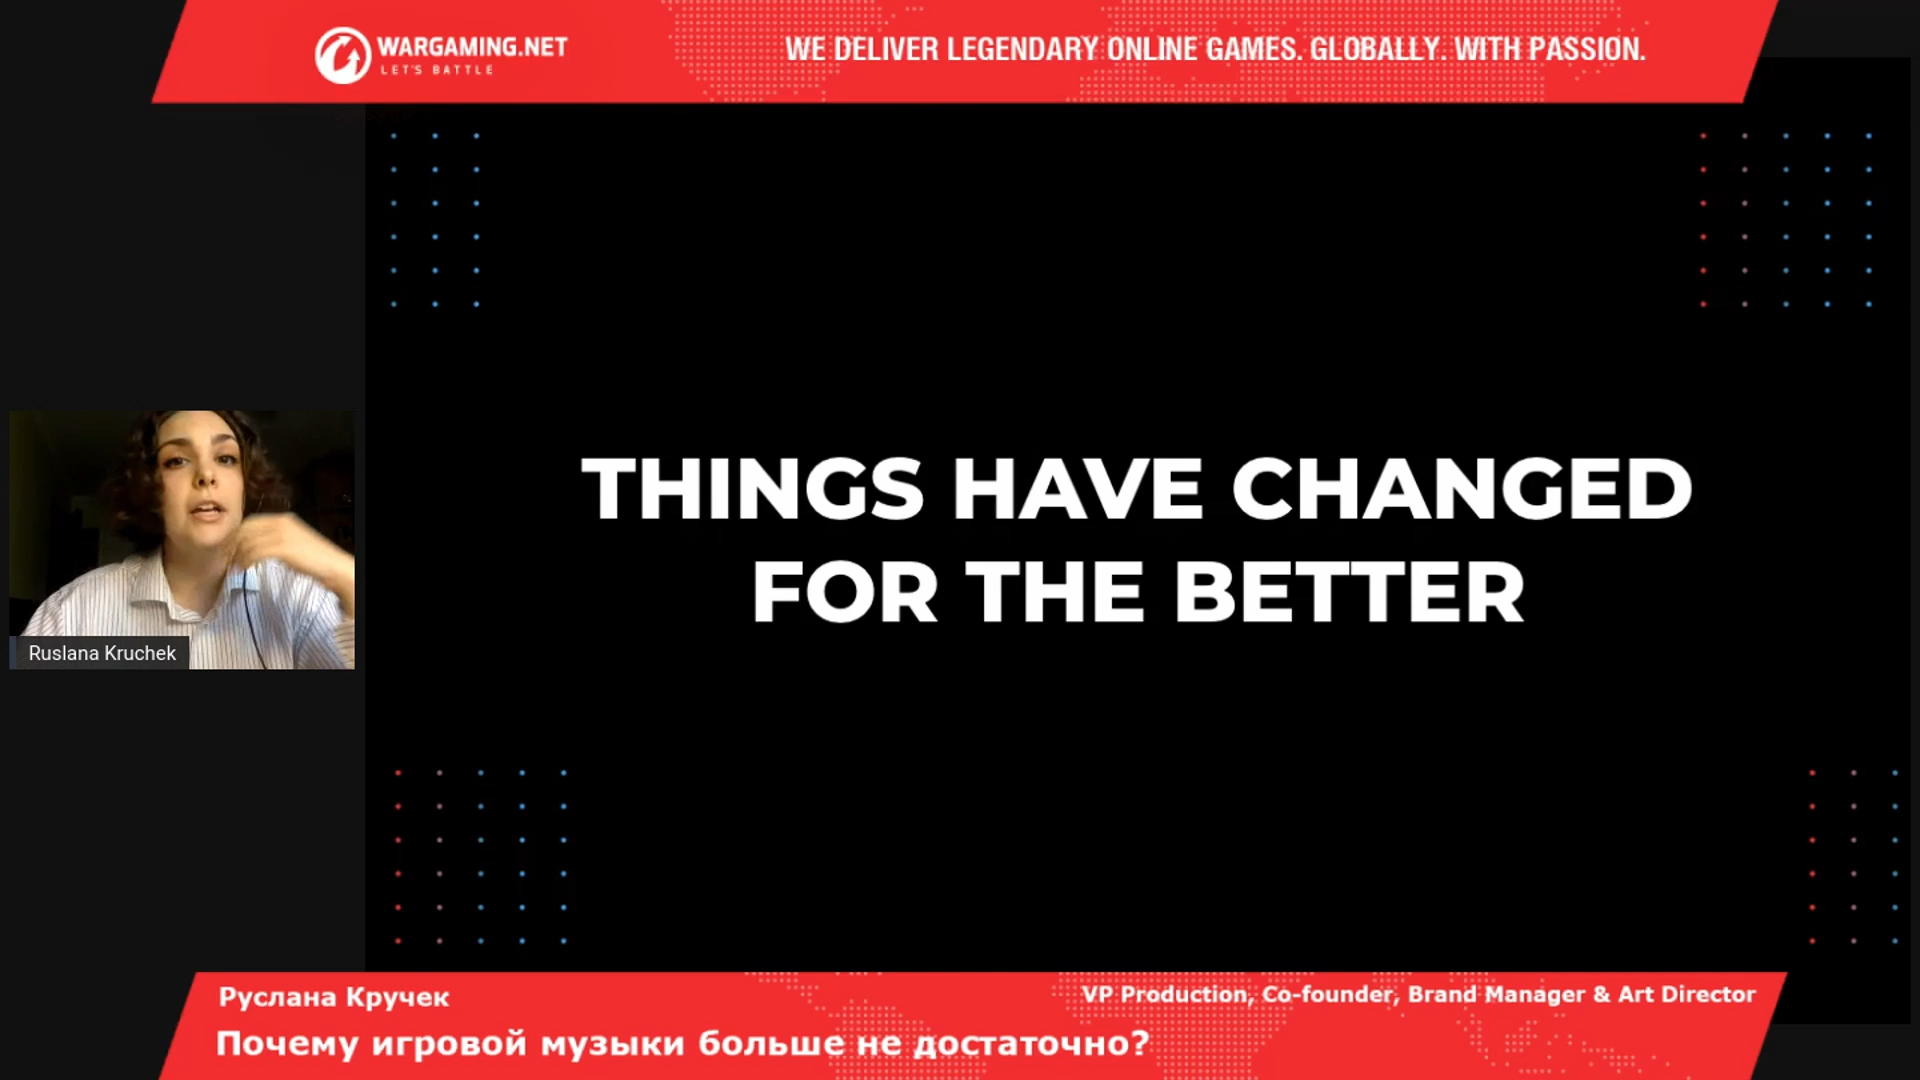 WARGAMING.NET
LET'S BATTLE
WE DELIVER LEGENDARY ONLINE GAMES. GLOBALLY. WITH PASSION.
THINGS HAVE CHANGED
FOR THE BETTER
Ruslana Kruchek
Руслана Кручек
VP Production, Co-founder, Brand Manager & Art Director
Почему игровой музыки больше не достаточно?